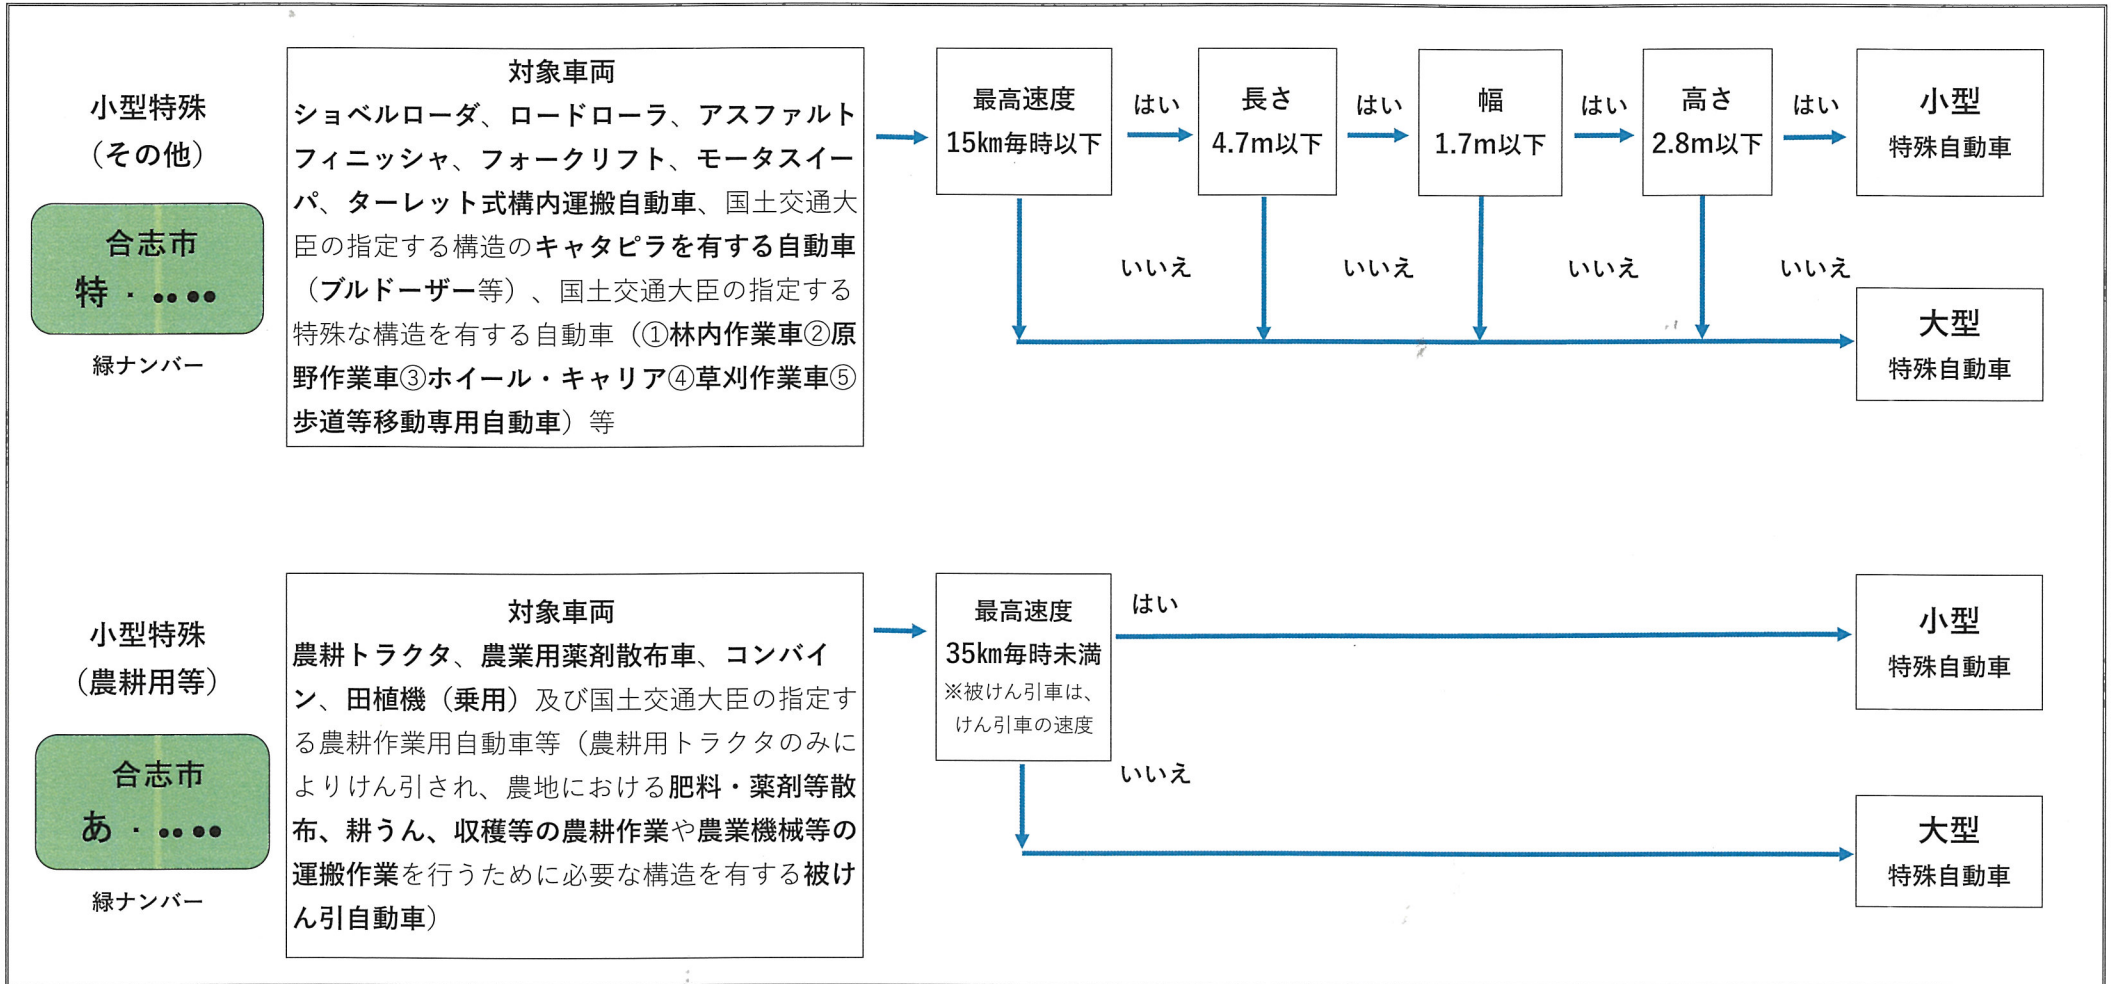 小型特殊
（その他）
合志市
特・‥‥
緑ナンバー
対象車両
ショベルローダ、ロードローラ、アスファルト
フィニッシャ、フォークリフト、モータスイー
パ、ターレット式構内運搬自動車、国土交通大
臣の指定する構造のキャタピラを有する自動車
（ブルドーザー等）、国土交通大臣の指定する
特殊な構造を有する自動車（①林内作業車②原
野作業車③ホイール・キャリア④草刈作業車⑤
歩道等移動専用自動車）等
最高速度
15㎞毎時以下
はい
長さ
4.7m以下
はい
幅
1.7m以下
はい
高さ
2.8m以下
はい
小型
特殊自動車
いいえ
いいえ
いいえ
いいえ
大型
特殊自動車
小型特殊
（農耕用等）
合志市
あ・‥‥
緑ナンバー
対象車両
農耕トラクタ、農業用薬剤散布車、コンバイ
ン、田植機（乗用）及び国土交通大臣の指定す
る農耕作業用自動車等（農耕用トラクタのみに
よりけん引され、農地における肥料・薬剤等散
布、耕うん、収穫等の農耕作業や農業機械等の
運搬作業を行うために必要な構造を有する被け
ん引自動車）
最高速度
35㎞毎時未満
※被けん引車は、
けん引車の速度
はい
小型
特殊自動車
いいえ
大型
特殊自動車